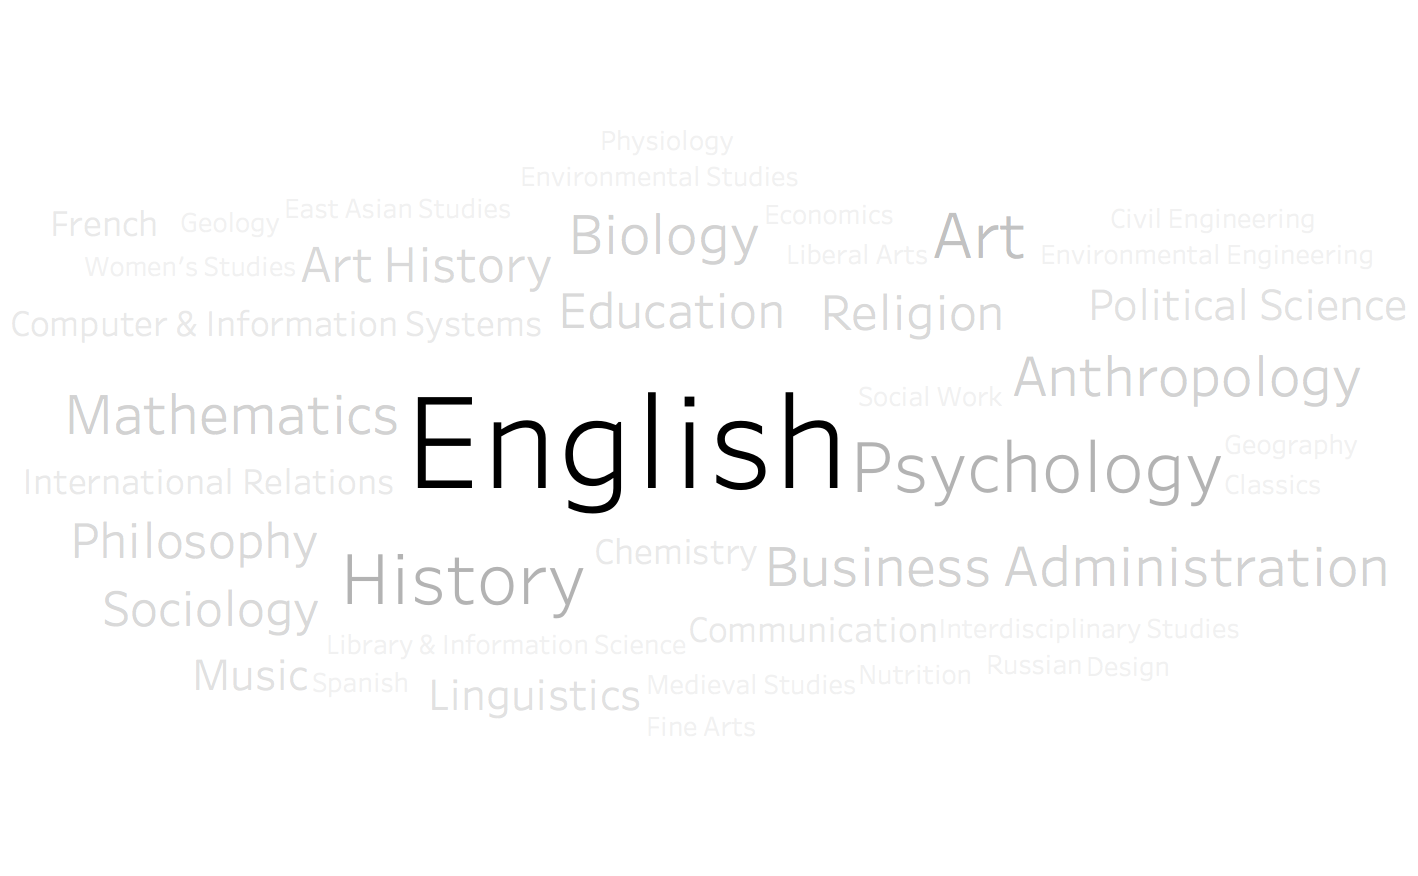 Physiology
Environmental Studies
East Asian Studies
French
Geology
Biology
Economics
Art
Civil Engineering
Women's Studies
Art History
Liberal Arts
Environmental Engineering
Computer & Information Systems
Education
Religion
Political Science
Mathematics
English
Social Work
Anthropology
Psychology
Geography
International Relations
Classics
Philosophy
History
Chemistry
Business Administration
Sociology
Library & Information Science
Communication
Interdisciplinary Studies
Music
Spanish
Linguistics
Medieval Studies
Nutrition
Russian
Design
Fine Arts